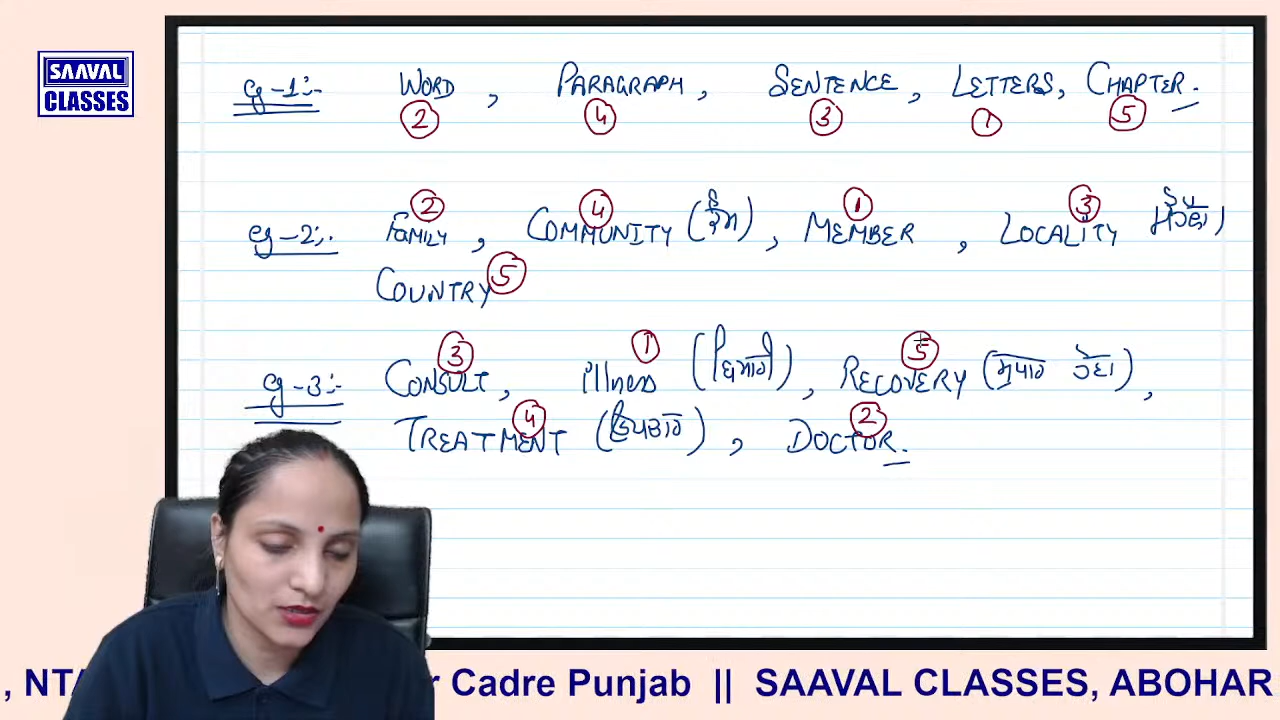 SAAVAL
CLASSES
eg-1:- WORD, PARAGRAPH, SENTENCE, LETTERS, CHAPTER.
2 4 3 1 5
2 4 1 3
eg-2:- FAMILY, COMMUNITY (ਕੌਮ), MEMBER, LOCALITY
COUNTRY 5
3 1 5
eg-3:- CONSULT, illness (ਬਿਮਾਰੀ), RECOVERY (ਸੁਧਾਰ ਹੋਣਾ),
4 2
TREATMENT (ਉਪਚਾਰ), DOCTOR.
, NTA r Cadre Punjab || SAAVAL CLASSES, ABOHAR